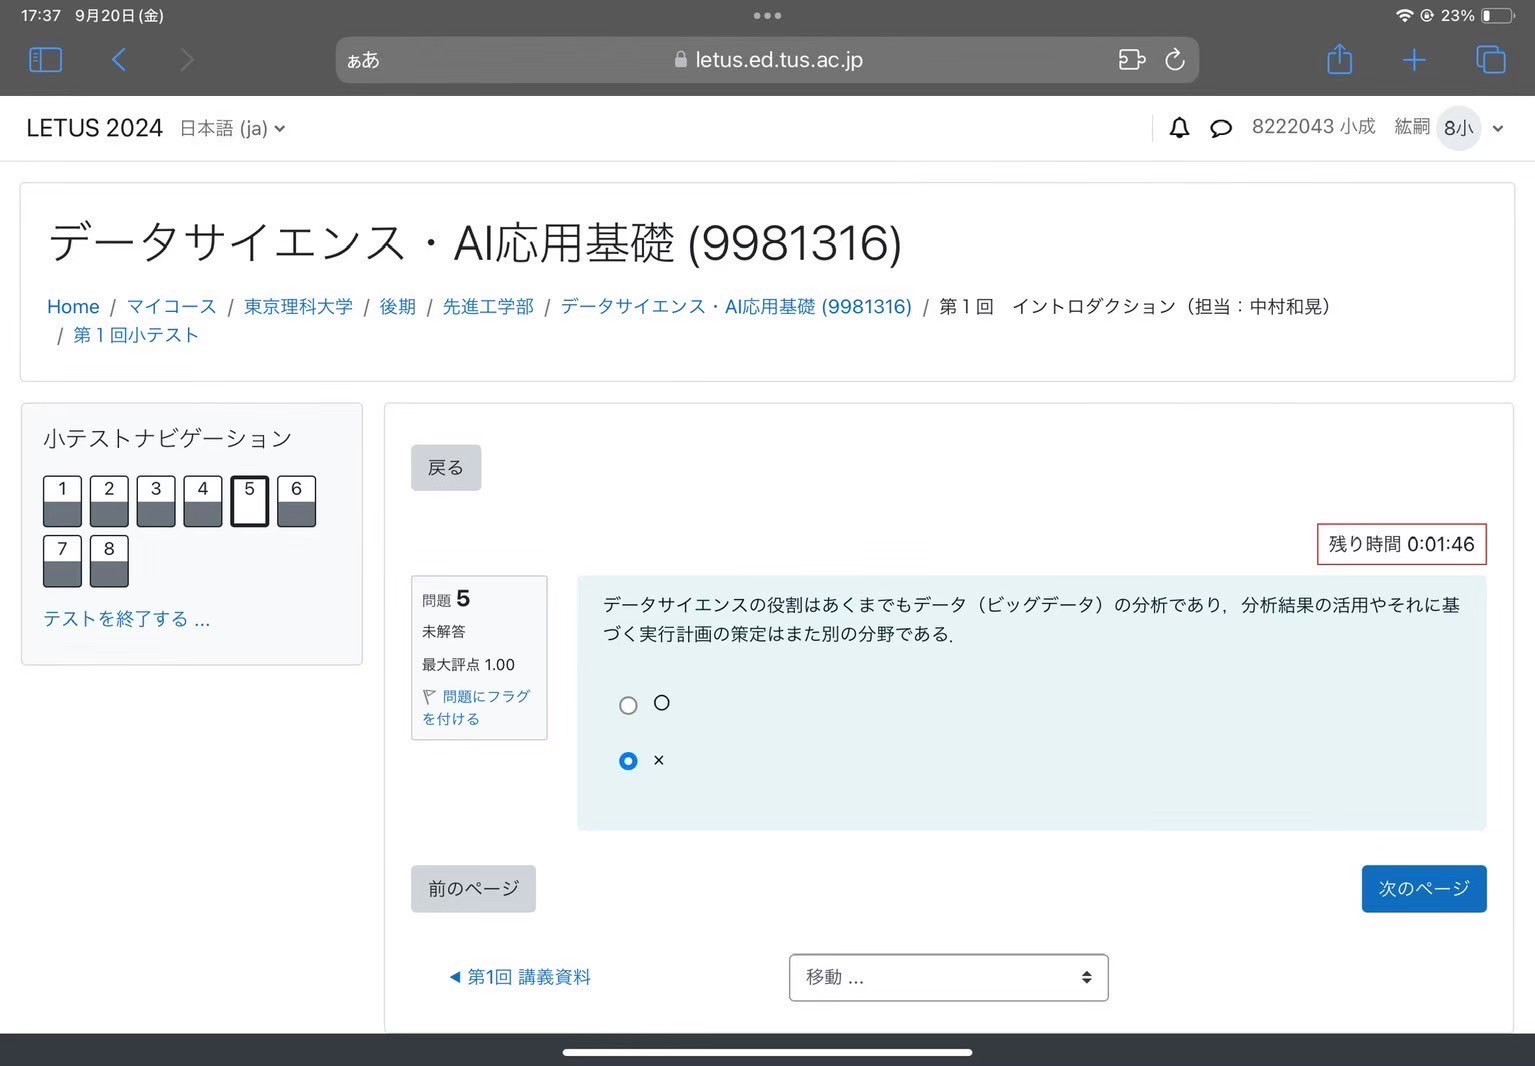 17:37 9月20日(金)
23%
ぁあ
letus.ed.tus.ac.jp
LETUS 2024 日本語 (ja)
8222043 小成 紘嗣 8小
データサイエンス・AI応用基礎 (9981316)
Home / マイコース / 東京理科大学 / 後期 / 先進工学部 / データサイエンス・AI応用基礎 (9981316) / 第1回 イントロダクション（担当：中村和晃）
/ 第1回小テスト
小テストナビゲーション
1 2 3 4 5 6
7 8
テストを終了する ...
戻る
残り時間 0:01:46
問題 5
未解答
最大評点 1.00
問題にフラグ
を付ける
データサイエンスの役割はあくまでもデータ（ビッグデータ）の分析であり，分析結果の活用やそれに基
づく実行計画の策定はまた別の分野である．
○
×
前のページ
次のページ
◀ 第1回 講義資料
移動 ...